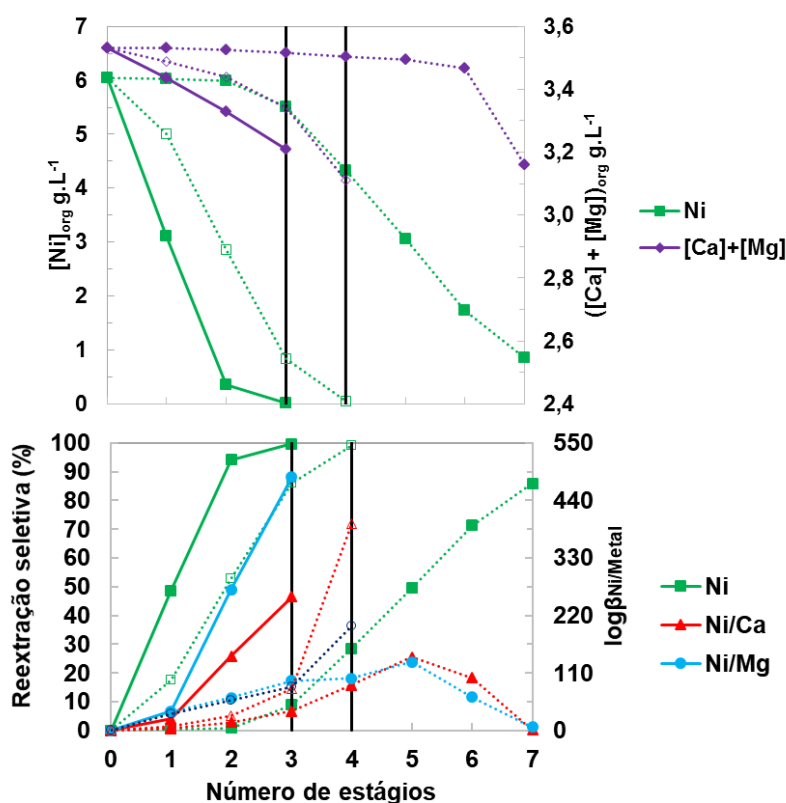 7
6
5
4
3
2
1
0
[Ni]org g.L-1
3,6
3,4
3,2
3,0
2,8
2,6
2,4
([Ca] + [Mg])org g.L-1
Ni
[Ca]+[Mg]
100
90
80
70
60
50
40
30
20
10
0
Reextração seletiva (%)
550
440
330
220
110
0
logβNi/Metal
Ni
Ni/Ca
Ni/Mg
0 1 2 3 4 5 6 7
Número de estágios